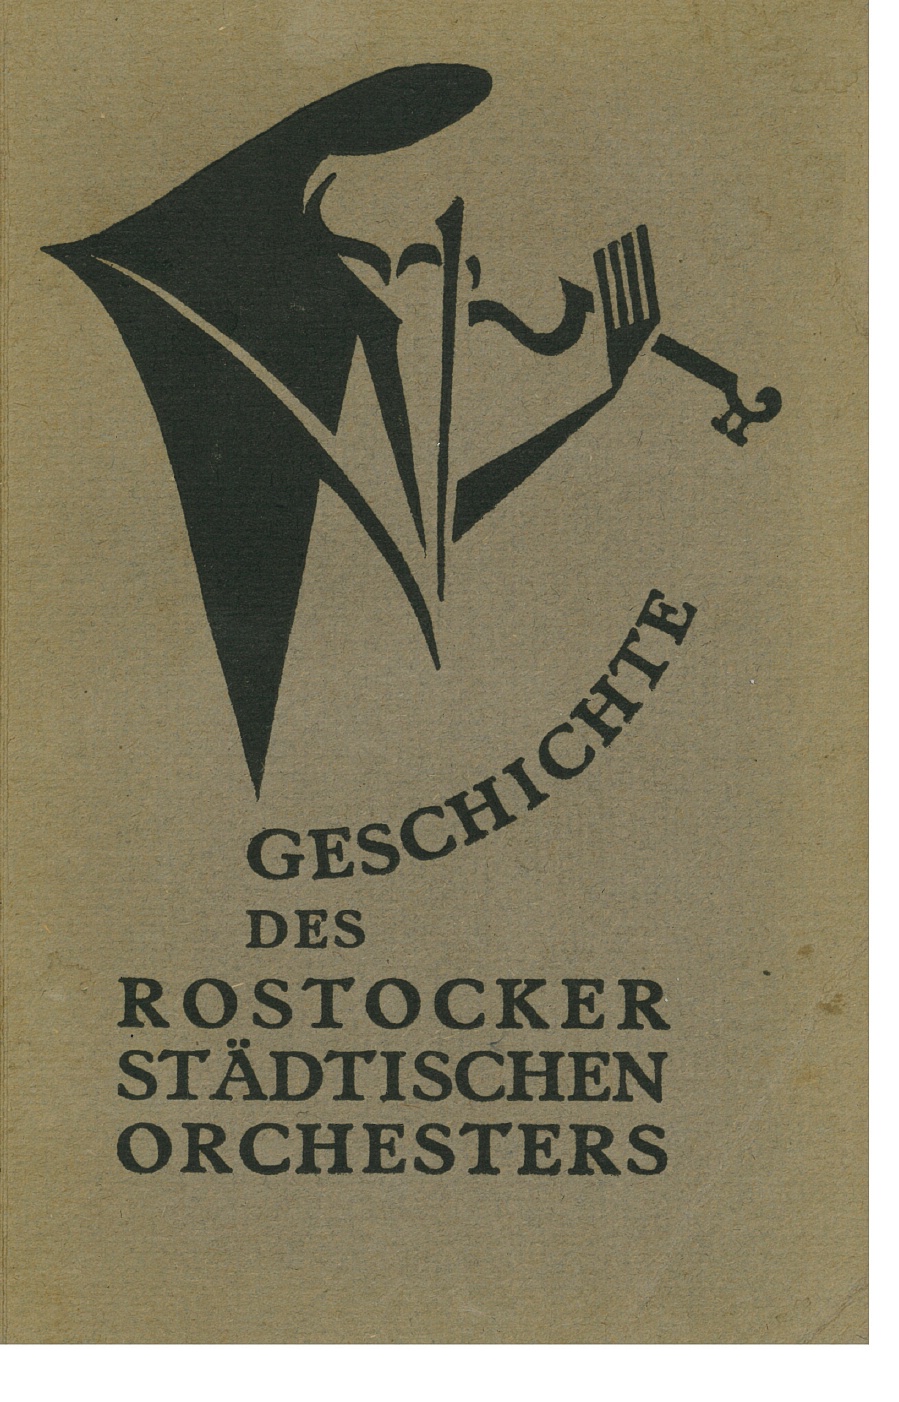 GESCHICHTE
DES
ROSTOCKER
STÄDTISCHEN
ORCHESTERS